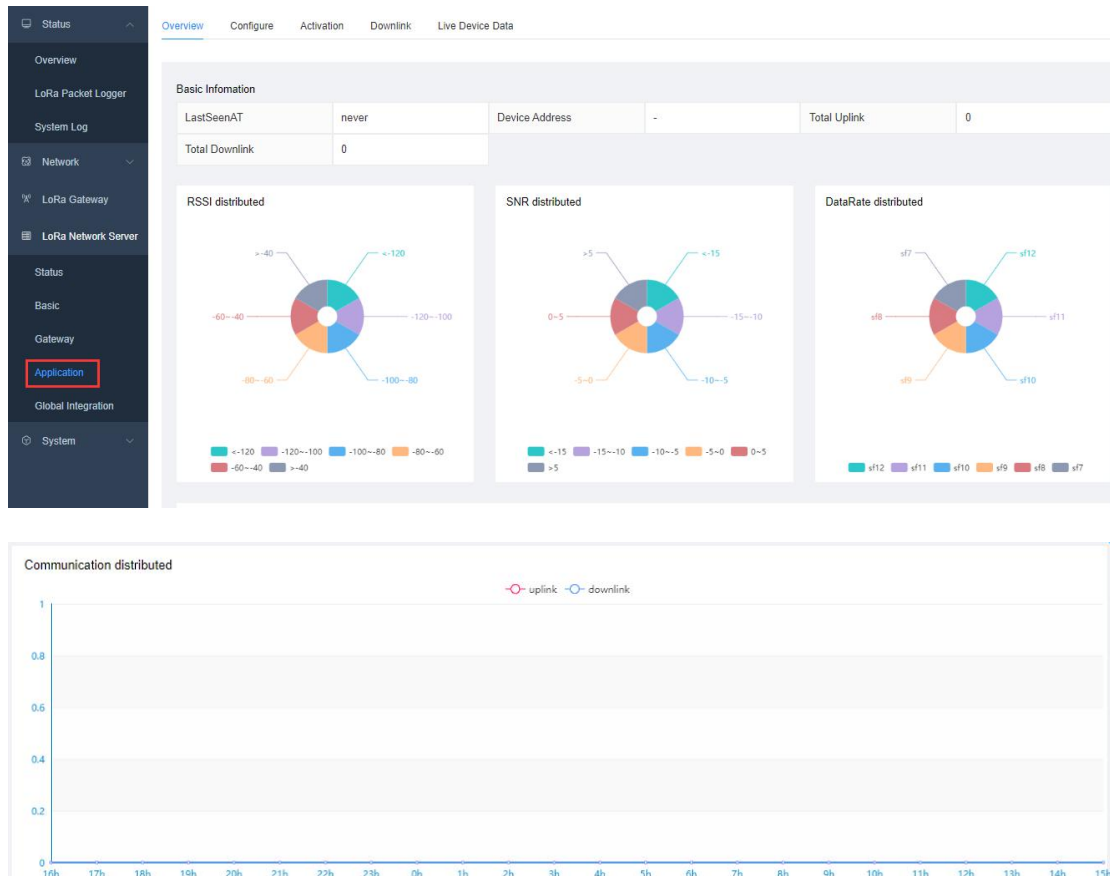 Status
Overview
LoRa Packet Logger
System Log
Network
LoRa Gateway
LoRa Network Server
Status
Basic
Gateway
Application
Global Integration
System
Overview Configure Activation Downlink Live Device Data
Basic Infomation
LastSeenAT never Device Address - Total Uplink 0
Total Downlink 0
RSSI distributed
>-40 <-120
-60~-40 -120~-100
-80~-60 -100~-80
<-120 -120~-100 -100~-80 -80~-60
-60~-40 >-40
SNR distributed
>5 <-15
0~5 -15~-10
-5~0 -10~-5
<-15 -15~-10 -10~-5 -5~0 0~5
>5
DataRate distributed
sf7 sf12
sf8 sf11
sf9 sf10
sf12 sf11 sf10 sf9 sf8 sf7
Communication distributed
uplink downlink
1
0.8
0.6
0.4
0.2
0
16h 17h 18h 19h 20h 21h 22h 23h 0h 1h 2h 3h 4h 5h 6h 7h 8h 9h 10h 11h 12h 13h 14h 15h